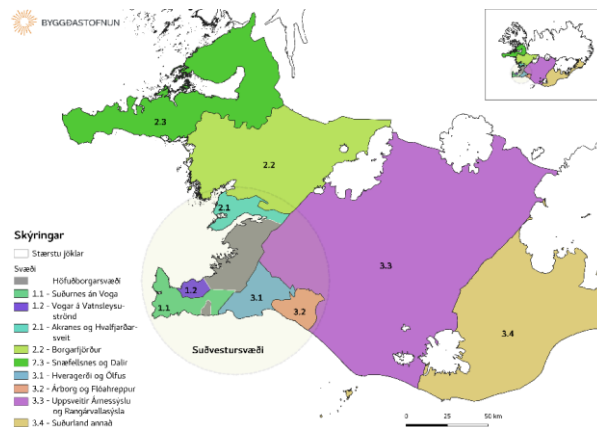 BYGGÐASTOFNUN
2.3
2.2
2.1
3.3
1.2
3.1
1.1
3.2
3.4
Suðvestursvæði
Skýringar
Stærstu jöklar
Svæði
Höfuðborgarsvæði
1.1 - Suðurnes án Voga
1.2 - Vogar á Vatnsleysu-
strönd
2.1 - Akranes og Hvalfjarðar-
sveit
2.2 - Borgarfjörður
2.3 - Snæfellsnes og Dalir
3.1 - Hveragerði og Ölfus
3.2 - Árborg og Flóahreppur
3.3 - Uppsveitir Árnessýslu
og Rangárvallasýsla
3.4 - Suðurland annað
0 25 50 km